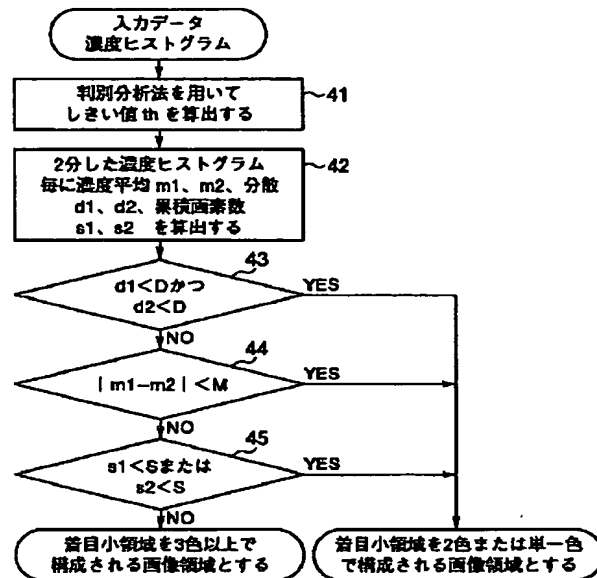 入力データ
濃度ヒストグラム
判別分析法を用いて
しきい値 th を算出する
41
2分した濃度ヒストグラム
毎に濃度平均 m1、m2、分散
d1、d2、累積画素数
s1、s2 を算出する
42
43
d1<Dかつ
d2<D
YES
NO
44
|m1−m2|<M
YES
NO
45
s1<Sまたは
s2<S
YES
NO
着目小領域を3色以上で
構成される画像領域とする
着目小領域を2色または単一色
で構成される画像領域とする